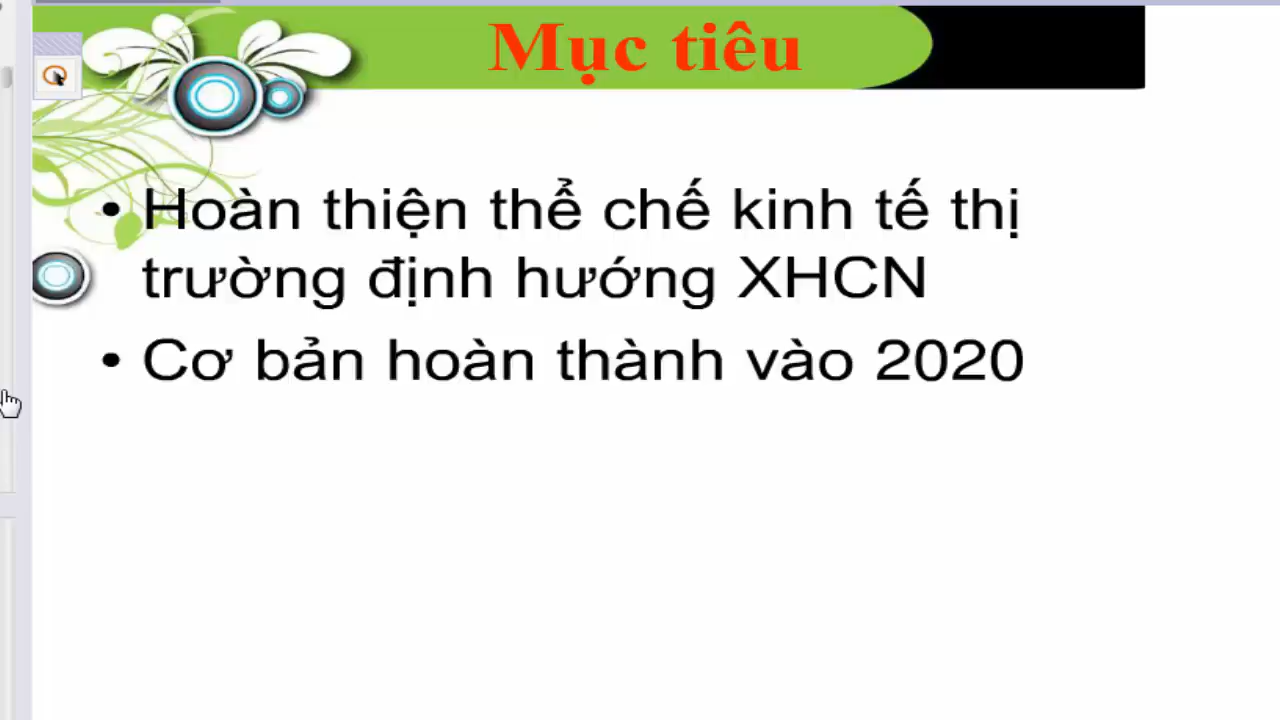 Mục tiêu
• Hoàn thiện thể chế kinh tế thị
trường định hướng XHCN
• Cơ bản hoàn thành vào 2020